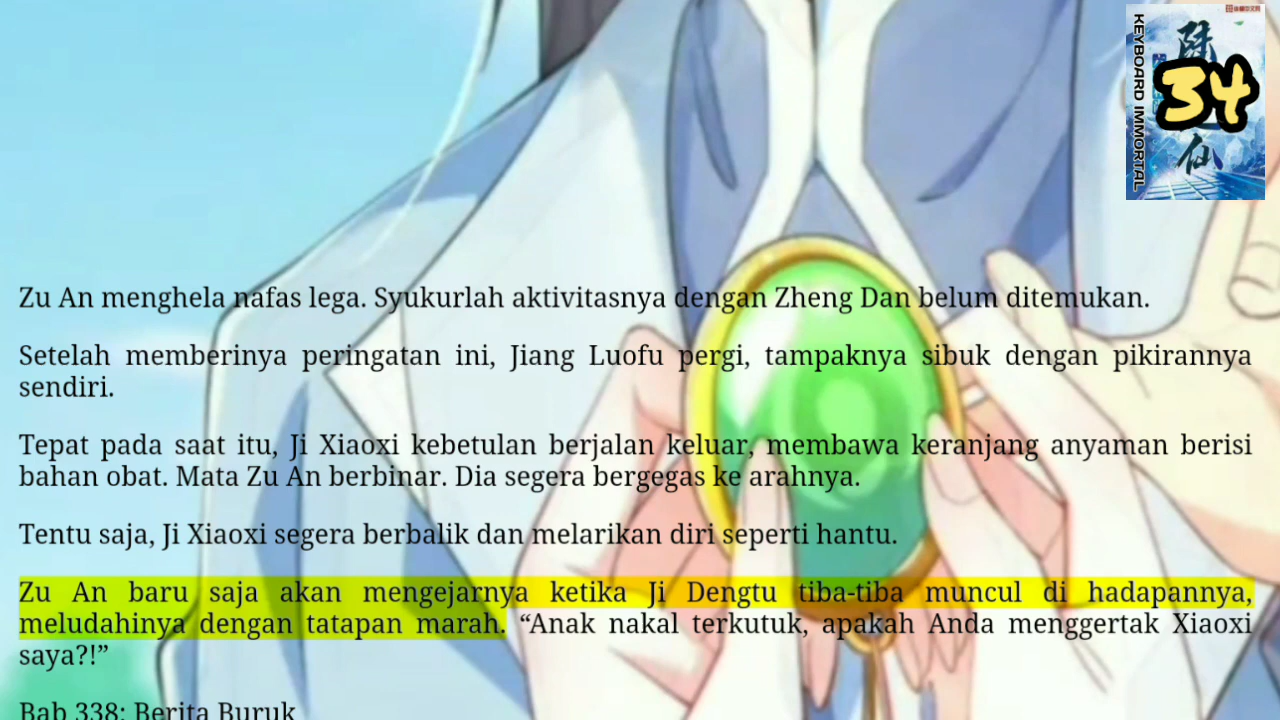 KEYBOARD IMMORTAL
34
仙
Zu An menghela nafas lega. Syukurlah aktivitasnya dengan Zheng Dan belum ditemukan.
Setelah memberinya peringatan ini, Jiang Luofu pergi, tampaknya sibuk dengan pikirannya
sendiri.
Tepat pada saat itu, Ji Xiaoxi kebetulan berjalan keluar, membawa keranjang anyaman berisi
bahan obat. Mata Zu An berbinar. Dia segera bergegas ke arahnya.
Tentu saja, Ji Xiaoxi segera berbalik dan melarikan diri seperti hantu.
Zu An baru saja akan mengejarnya ketika Ji Dengtu tiba-tiba muncul di hadapannya,
meludahinya dengan tatapan marah. “Anak nakal terkutuk, apakah Anda menggertak Xiaoxi
saya?!”
Bab 338: Berita Buruk